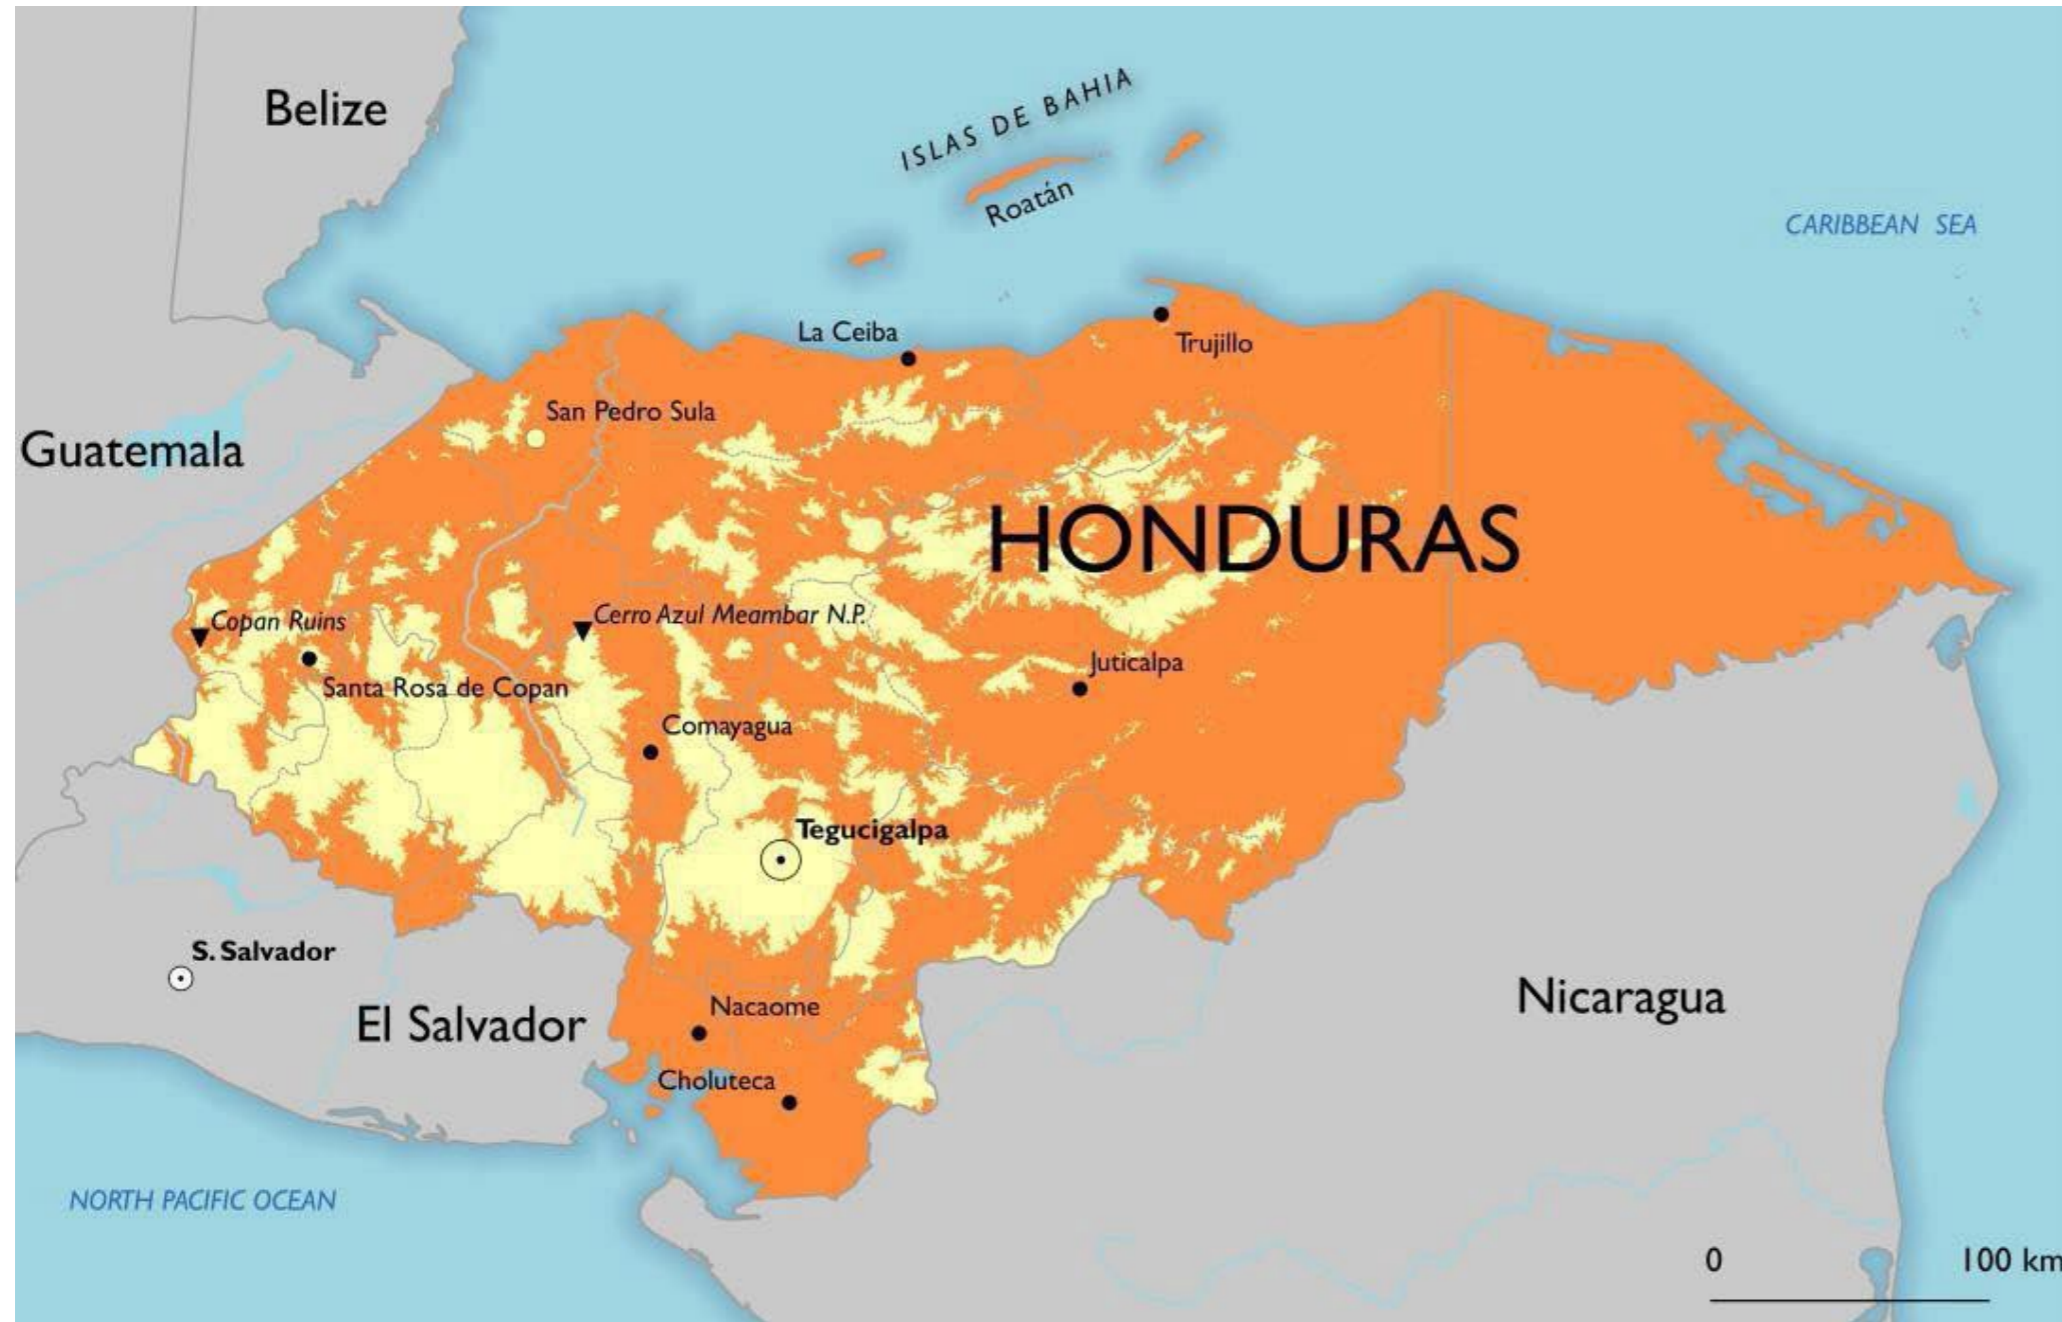 Belize
ISLAS DE BAHIA
Roatán
CARIBBEAN SEA
La Ceiba
Trujillo
San Pedro Sula
Guatemala
HONDURAS
Copan Ruins
Cerro Azul Meambar N.P.
Juticalpa
Santa Rosa de Copan
Comayagua
Tegucigalpa
S. Salvador
El Salvador
Nacaome
Nicaragua
Choluteca
NORTH PACIFIC OCEAN
0 100 km